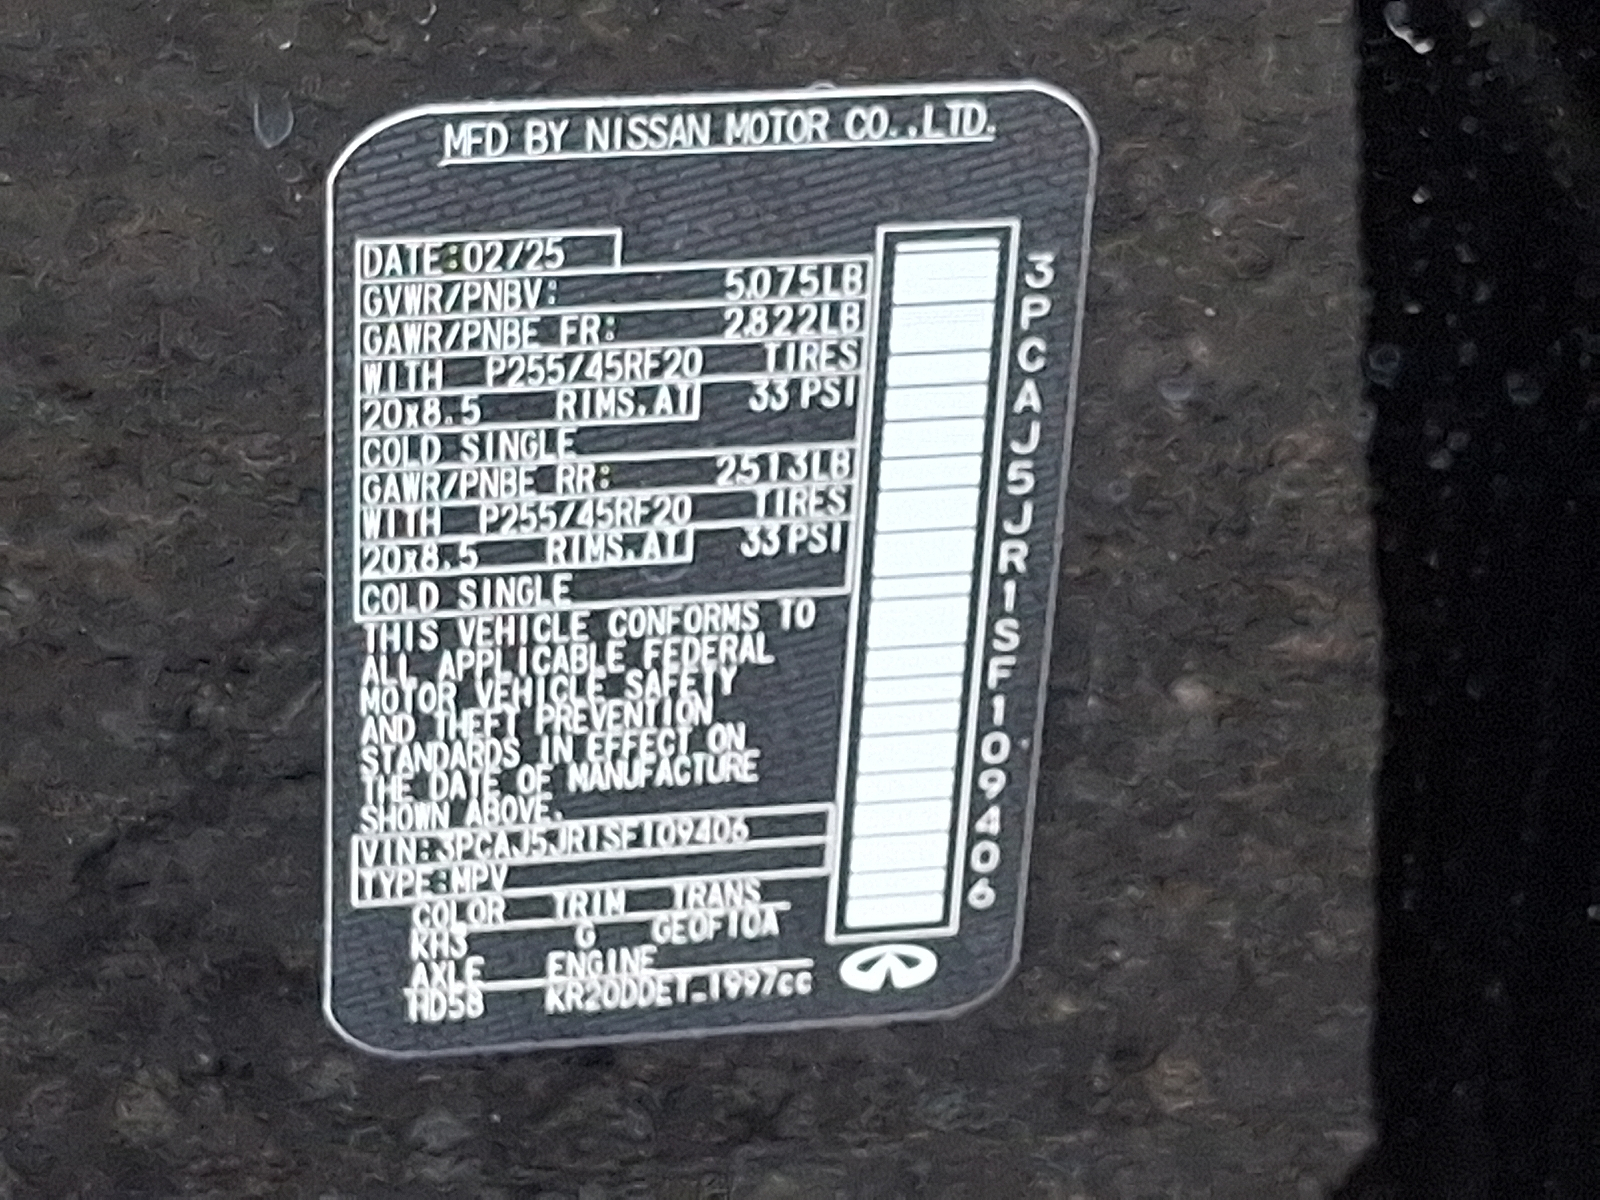 MFD BY NISSAN MOTOR CO.,LTD.
DATE:02/25
GVWR/PNBV: 5075LB
GAWR/PNBE FR: 2822LB
WITH P255/45RF20 TIRES
20x8.5 RIMS,AT 33 PSI
COLD SINGLE
GAWR/PNBE RR: 2513LB
WITH P255/45RF20 TIRES
20x8.5 RIMS,AT 33 PSI
COLD SINGLE
THIS VEHICLE CONFORMS TO
ALL APPLICABLE FEDERAL
MOTOR VEHICLE SAFETY
AND THEFT PREVENTION
STANDARDS IN EFFECT ON
THE DATE OF MANUFACTURE
SHOWN ABOVE.
VIN:3PCAJ5JR1SF109406
TYPE:MPV
COLOR TRIM TRANS
KH3 G GE0F10A
AXLE ENGINE
HD58 KR20DDET-1997cc
3PCAJ5JR1SF109406